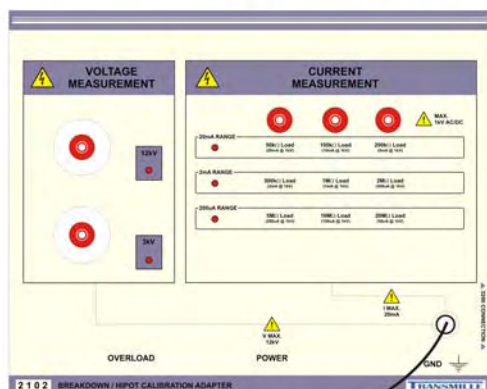 VOLTAGE
MEASUREMENT
CURRENT
MEASUREMENT
MAX.
1kV AC/DC
20mA RANGE
50kΩ Load
100kΩ Load
200kΩ Load
12kV
2mA RANGE
500kΩ Load
1MΩ Load
2MΩ Load
200uA RANGE
5MΩ Load
10MΩ Load
20MΩ Load
3kV
I MAX.
20mA
V MAX.
12kV
OVERLOAD
POWER
GND
2102 BREAKDOWN / HIPOT CALIBRATION ADAPTER
TRANSMILLE